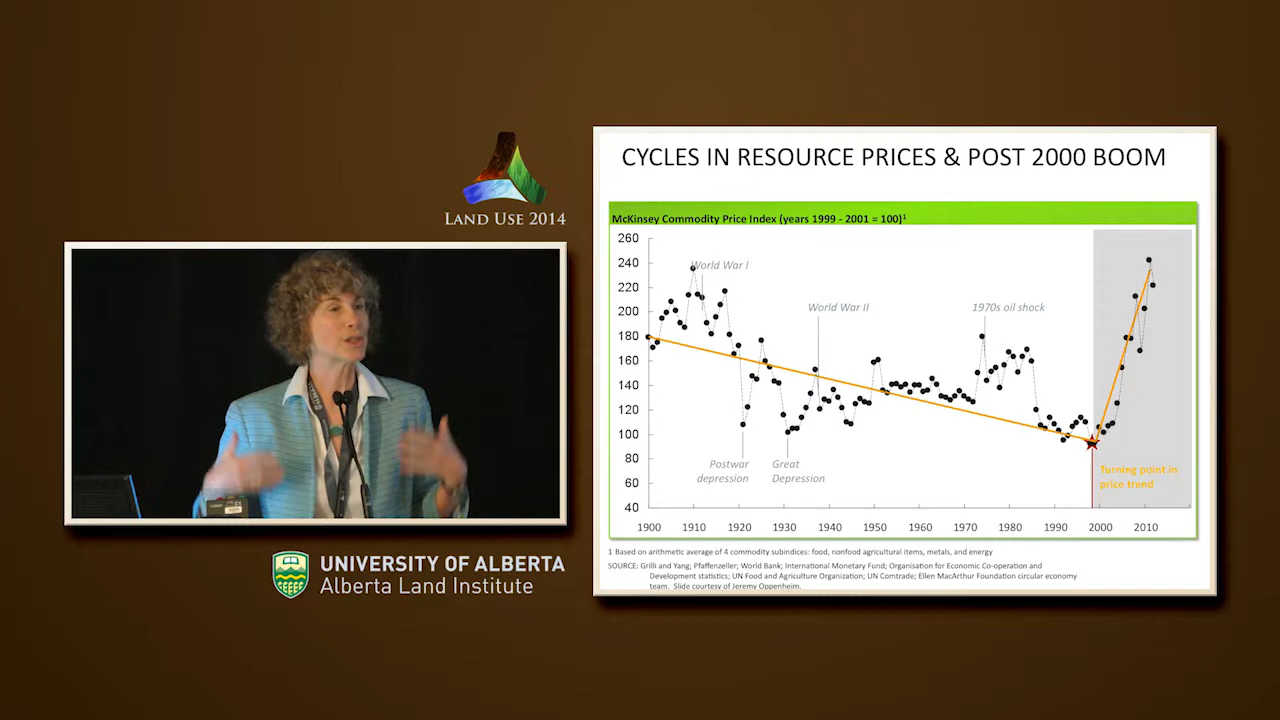 LAND USE 2014
UNIVERSITY OF ALBERTA
Alberta Land Institute
CYCLES IN RESOURCE PRICES & POST 2000 BOOM
McKinsey Commodity Price Index (years 1999 - 2001 = 100)¹
260
240
220
200
180
160
140
120
100
80
60
40
World War I
World War II
1970s oil shock
Postwar
depression
Great
Depression
Turning point in
price trend
1900 1910 1920 1930 1940 1950 1960 1970 1980 1990 2000 2010
1 Based on arithmetic average of 4 commodity subindices: food, nonfood agricultural items, metals, and energy
SOURCE: Grilli and Yang; Pfaffenzeller; World Bank; International Monetary Fund; Organisation for Economic Co-operation and
Development statistics; UN Food and Agriculture Organization; UN Comtrade; Ellen MacArthur Foundation circular economy
team. Slide courtesy of Jeremy Oppenheim.